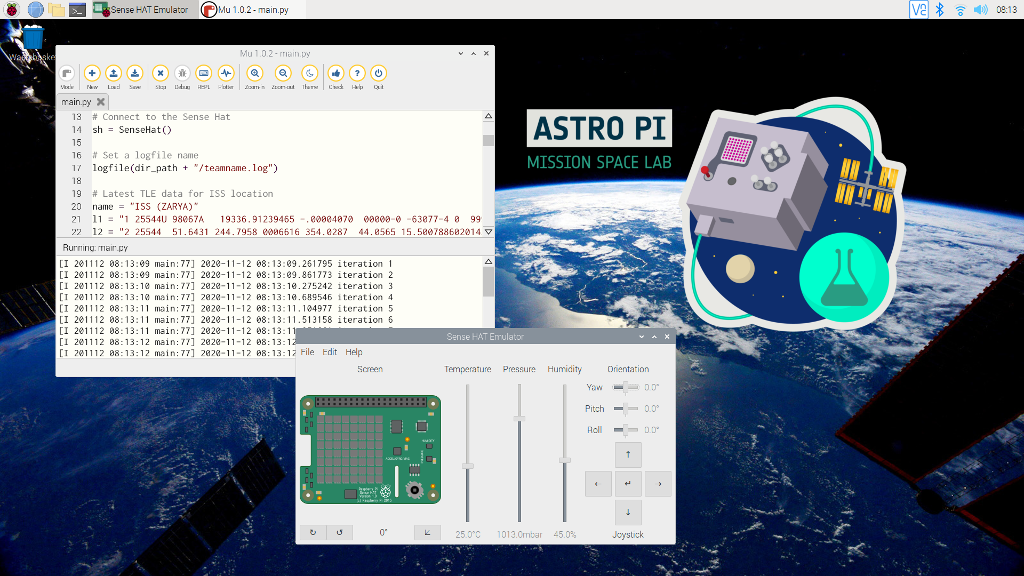 Sense HAT Emulator
Mu 1.0.2 - main.py
08:13
Mu 1.0.2 - main.py
Mode New Load Save Stop Debug REPL Plotter Zoom-in Zoom-out Theme Check Help Quit
main.py
13 # Connect to the Sense Hat
14 sh = SenseHat()
15
16 # Set a logfile name
17 logfile(dir_path + "/teamname.log")
18
19 # Latest TLE data for ISS location
20 name = "ISS (ZARYA)"
21 l1 = "1 25544U 98067A   19336.91239465 -.00004070  00000-0 -63077-4 0  99
22 l2 = "2 25544  51.6431 244.7958 0006616 354.0287  44.0565 15.500788602014
Running: main.py
[I 201112 08:13:09 main:77] 2020-11-12 08:13:09.261795 iteration 1
[I 201112 08:13:09 main:77] 2020-11-12 08:13:09.861773 iteration 2
[I 201112 08:13:10 main:77] 2020-11-12 08:13:10.275242 iteration 3
[I 201112 08:13:10 main:77] 2020-11-12 08:13:10.689546 iteration 4
[I 201112 08:13:11 main:77] 2020-11-12 08:13:11.104977 iteration 5
[I 201112 08:13:11 main:77] 2020-11-12 08:13:11.513158 iteration 6
[I 201112 08:13:11 main:77] 2020-11-12 08:13:11
[I 201112 08:13:12 main:77] 2020-11-12 08:13:12
[I 201112 08:13:12 main:77] 2020-11-12 08:13:12
ASTRO PI
MISSION SPACE LAB
Sense HAT Emulator
File Edit Help
Screen Temperature Pressure Humidity Orientation
Yaw 0.0°
Pitch 0.0°
Roll 0.0°
0° 25.0°C 1013.0mbar 45.0% Joystick